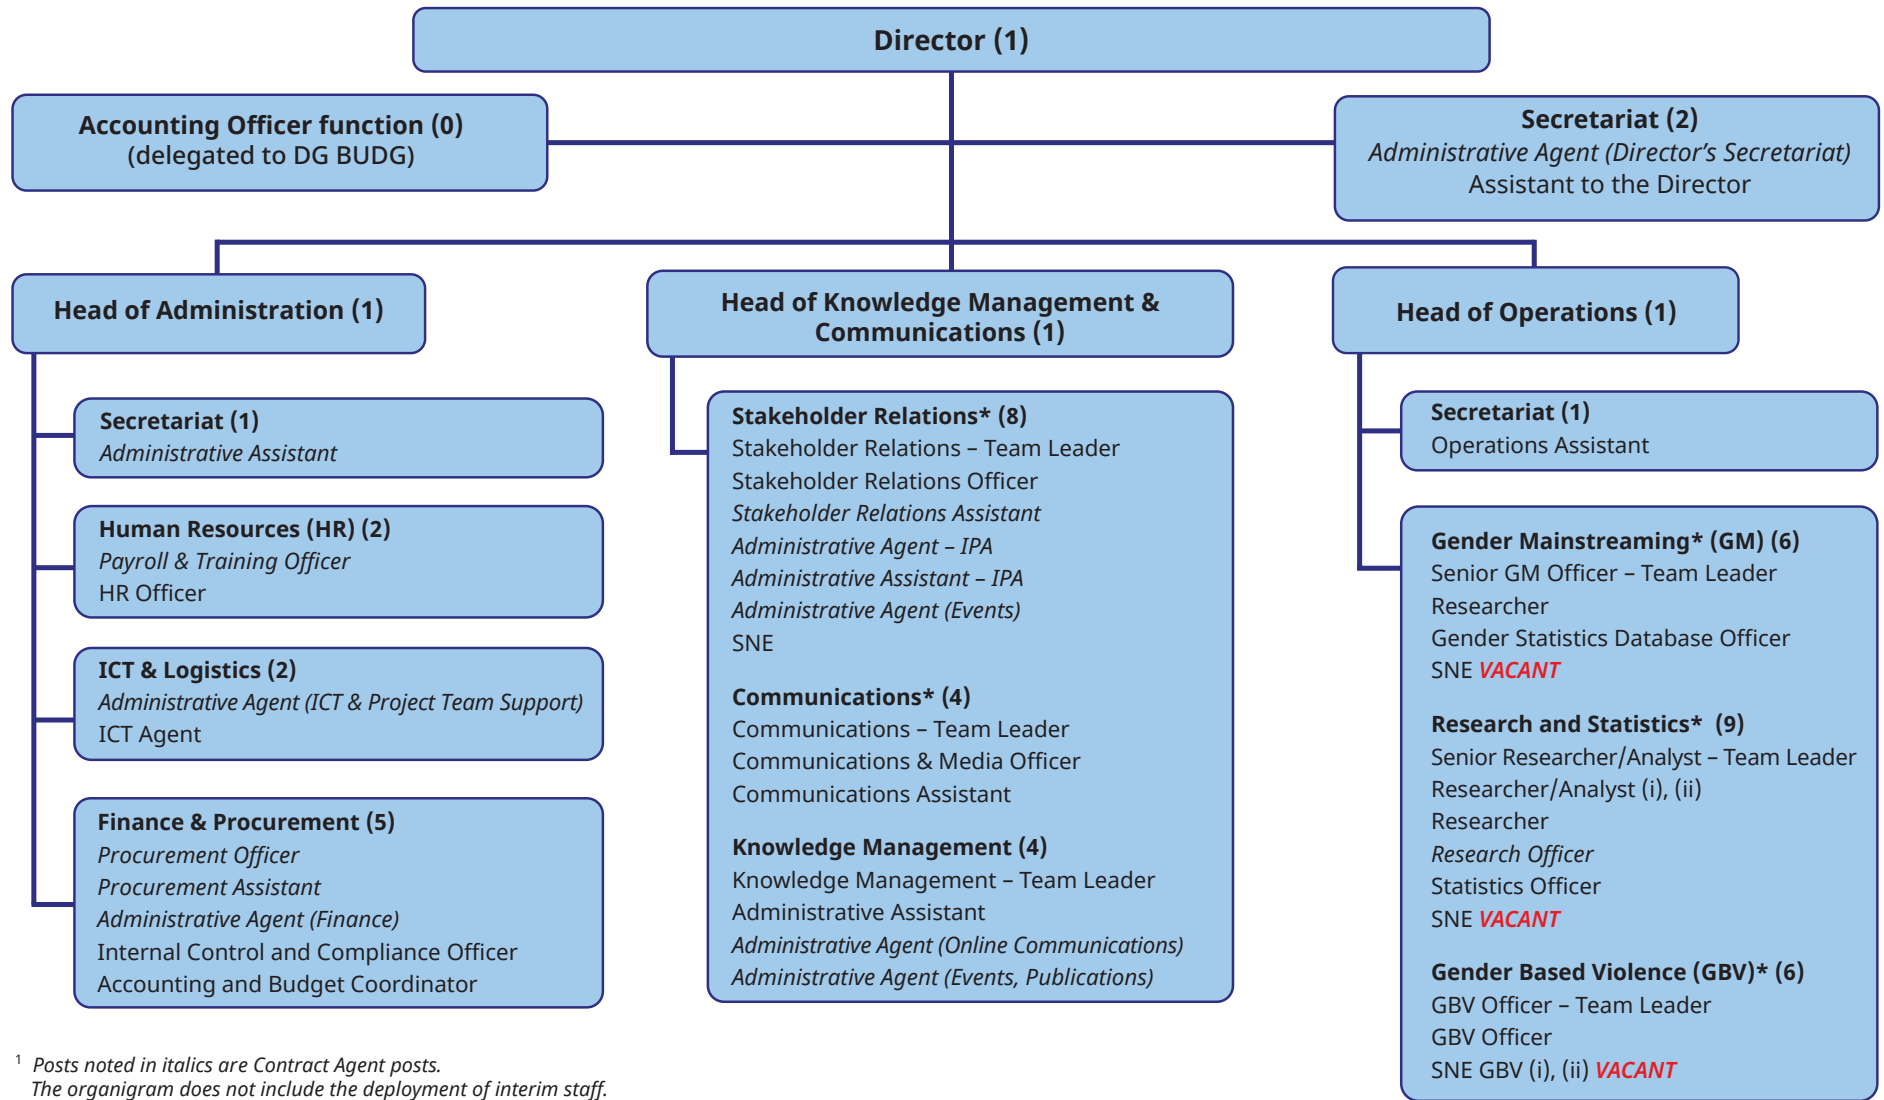 Director (1)
Accounting Officer function (0)
(delegated to DG BUDG)
Secretariat (2)
Administrative Agent (Director's Secretariat)
Assistant to the Director
Head of Administration (1)
Secretariat (1)
Administrative Assistant
Human Resources (HR) (2)
Payroll & Training Officer
HR Officer
ICT & Logistics (2)
Administrative Agent (ICT & Project Team Support)
ICT Agent
Finance & Procurement (5)
Procurement Officer
Procurement Assistant
Administrative Agent (Finance)
Internal Control and Compliance Officer
Accounting and Budget Coordinator
Head of Knowledge Management &
Communications (1)
Stakeholder Relations* (8)
Stakeholder Relations – Team Leader
Stakeholder Relations Officer
Stakeholder Relations Assistant
Administrative Agent – IPA
Administrative Assistant – IPA
Administrative Agent (Events)
SNE
Communications* (4)
Communications – Team Leader
Communications & Media Officer
Communications Assistant
Knowledge Management (4)
Knowledge Management – Team Leader
Administrative Assistant
Administrative Agent (Online Communications)
Administrative Agent (Events, Publications)
Head of Operations (1)
Secretariat (1)
Operations Assistant
Gender Mainstreaming* (GM) (6)
Senior GM Officer – Team Leader
Researcher
Gender Statistics Database Officer
SNE VACANT
Research and Statistics* (9)
Senior Researcher/Analyst – Team Leader
Researcher/Analyst (i), (ii)
Researcher
Research Officer
Statistics Officer
SNE VACANT
Gender Based Violence (GBV)* (6)
GBV Officer – Team Leader
GBV Officer
SNE GBV (i), (ii) VACANT
1 Posts noted in italics are Contract Agent posts.
The organigram does not include the deployment of interim staff.